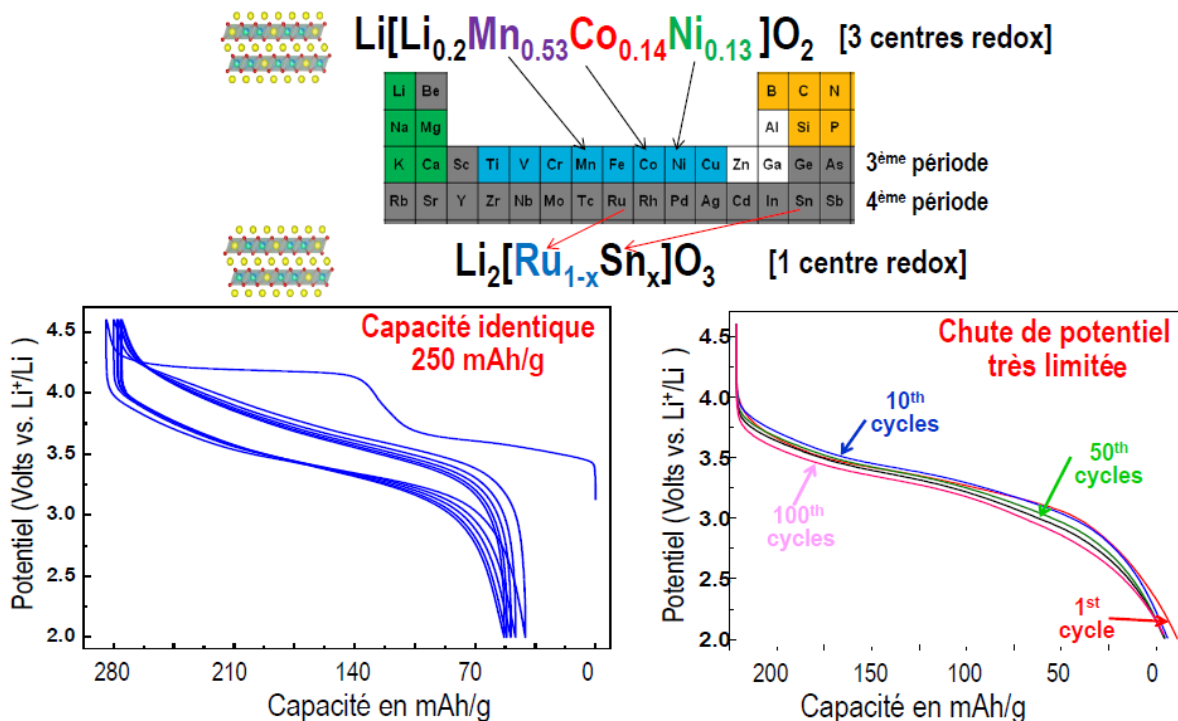 Li[Li0.2Mn0.53Co0.14Ni0.13]O2 [3 centres redox]
Li Be B C N
Na Mg Al Si P
K Ca Sc Ti V Cr Mn Fe Co Ni Cu Zn Ga Ge As 3ème période
Rb Sr Y Zr Nb Mo Tc Ru Rh Pd Ag Cd In Sn Sb 4ème période
Li2[Ru1-xSnx]O3 [1 centre redox]
Potentiel (Volts vs. Li+/Li)
4.5
4.0
3.5
3.0
2.5
2.0
Capacité identique
250 mAh/g
280 210 140 70 0
Capacité en mAh/g
Potentiel (Volts vs. Li+/Li )
4.5
4.0
3.5
3.0
2.5
2.0
Chute de potentiel
très limitée
10th
cycles
50th
cycles
100th
cycles
1st
cycle
200 150 100 50 0
Capacité en mAh/g